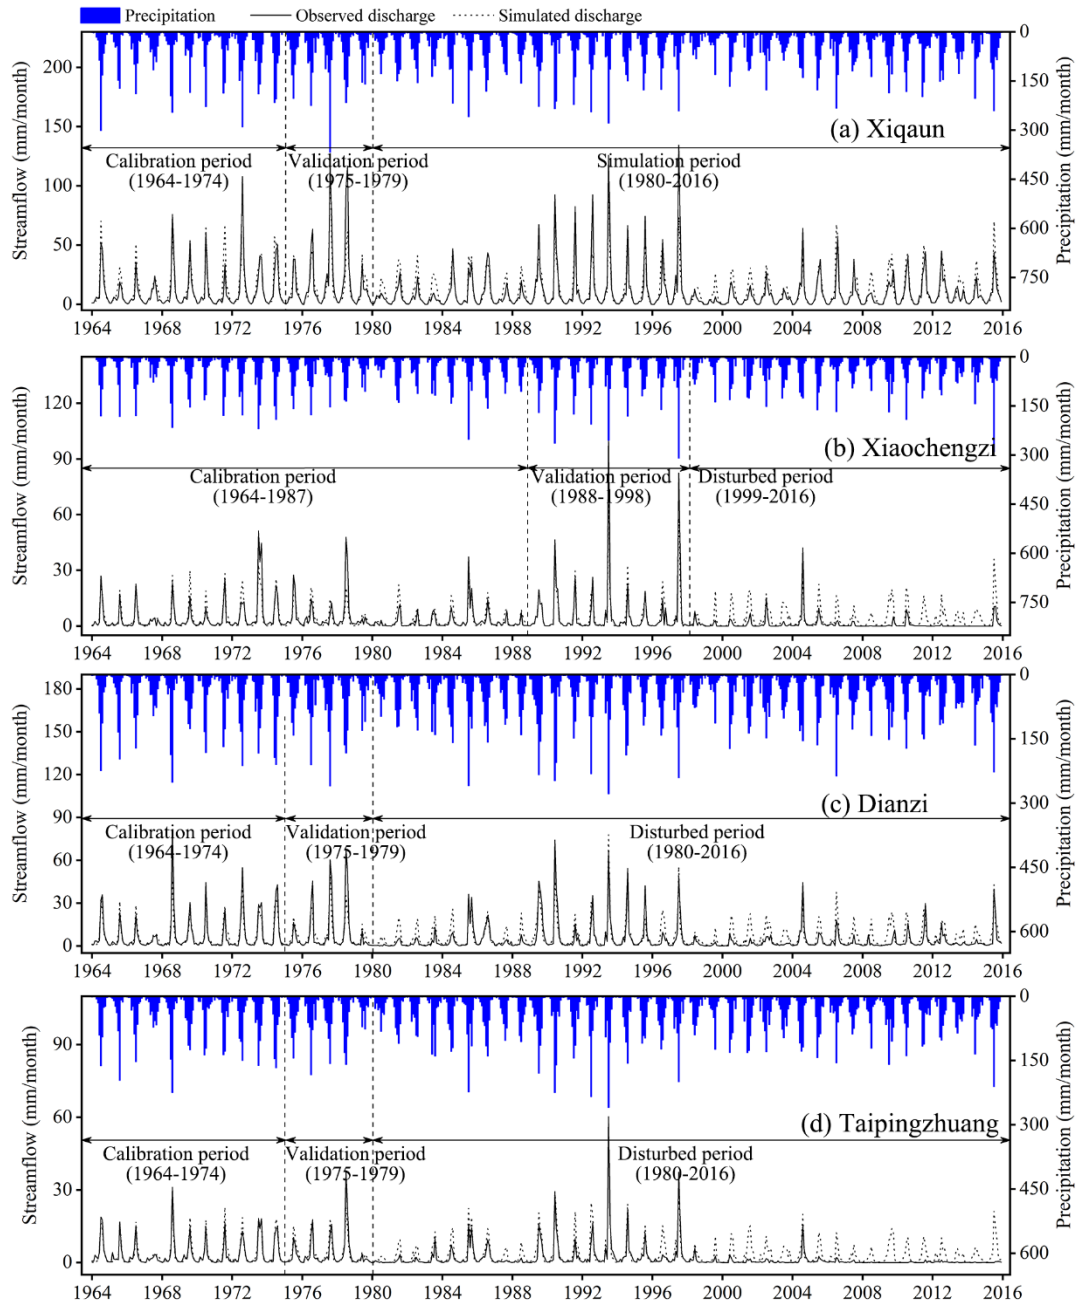 Precipitation Observed discharge Simulated discharge
Streamflow (mm/month)
200
150
100
50
0
0
150
300
450
600
750
Precipitation (mm/month)
(a) Xiqaun
Calibration period Validation period Simulation period
(1964-1974) (1975-1979) (1980-2016)
1964 1968 1972 1976 1980 1984 1988 1992 1996 2000 2004 2008 2012 2016
Streamflow (mm/month)
120
90
60
30
0
0
150
300
450
600
750
Precipitation (mm/month)
(b) Xiaochengzi
Calibration period Validation period Disturbed period
(1964-1987) (1988-1998) (1999-2016)
1964 1968 1972 1976 1980 1984 1988 1992 1996 2000 2004 2008 2012 2016
Streamflow (mm/month)
180
150
120
90
60
30
0
0
150
300
450
600
Precipitation (mm/month)
(c) Dianzi
Calibration period Validation period Disturbed period
(1964-1974) (1975-1979) (1980-2016)
1964 1968 1972 1976 1980 1984 1988 1992 1996 2000 2004 2008 2012 2016
Streamflow (mm/month)
90
60
30
0
0
150
300
450
600
Precipitation (mm/month)
(d) Taipingzhuang
Calibration period Validation period Disturbed period
(1964-1974) (1975-1979) (1980-2016)
1964 1968 1972 1976 1980 1984 1988 1992 1996 2000 2004 2008 2012 2016